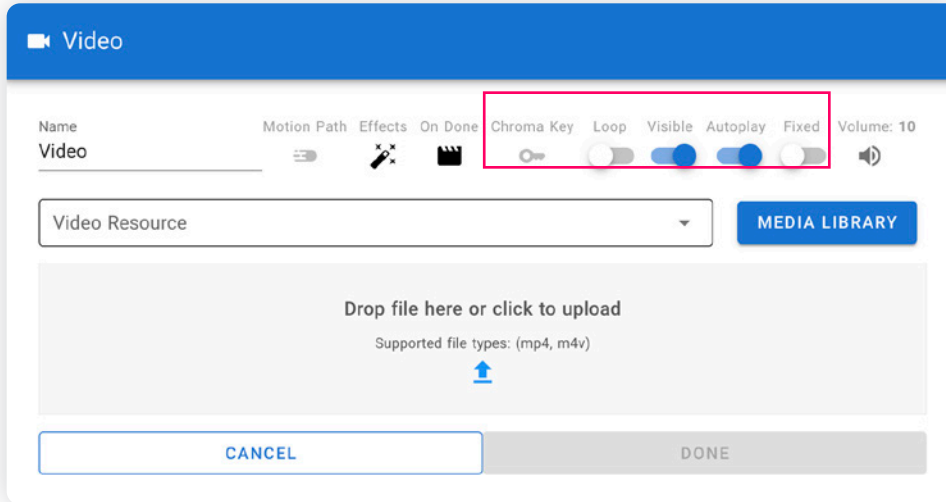 Video
Name Motion Path Effects On Done Chroma Key Loop Visible Autoplay Fixed Volume: 10
Video
Video Resource MEDIA LIBRARY
Drop file here or click to upload
Supported file types: (mp4, m4v)
CANCEL DONE